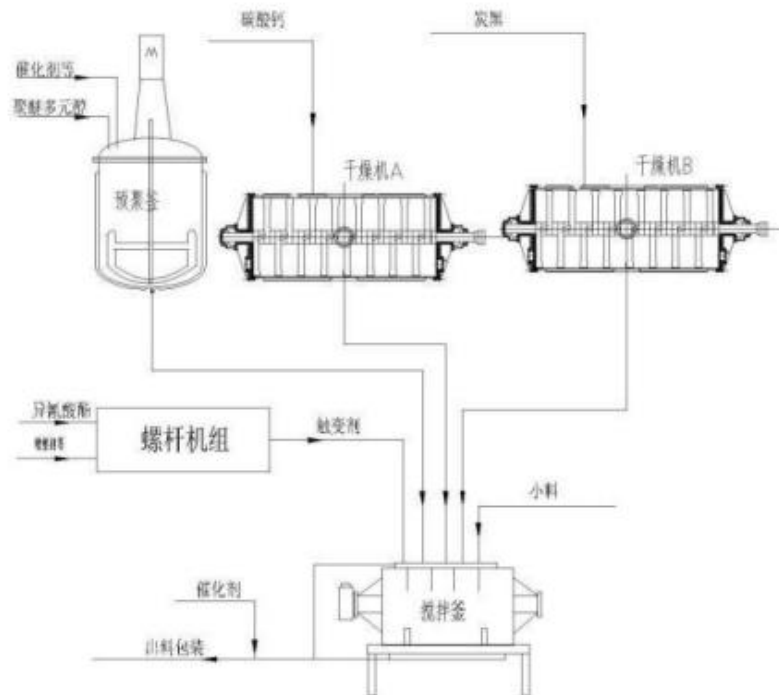 碳酸钙
炭黑
M
催化剂等
聚醚多元醇
干燥机A
干燥机B
预聚釜
异氰酸酯
螺杆机组
触变剂
小料
催化剂
搅拌釜
出料包装